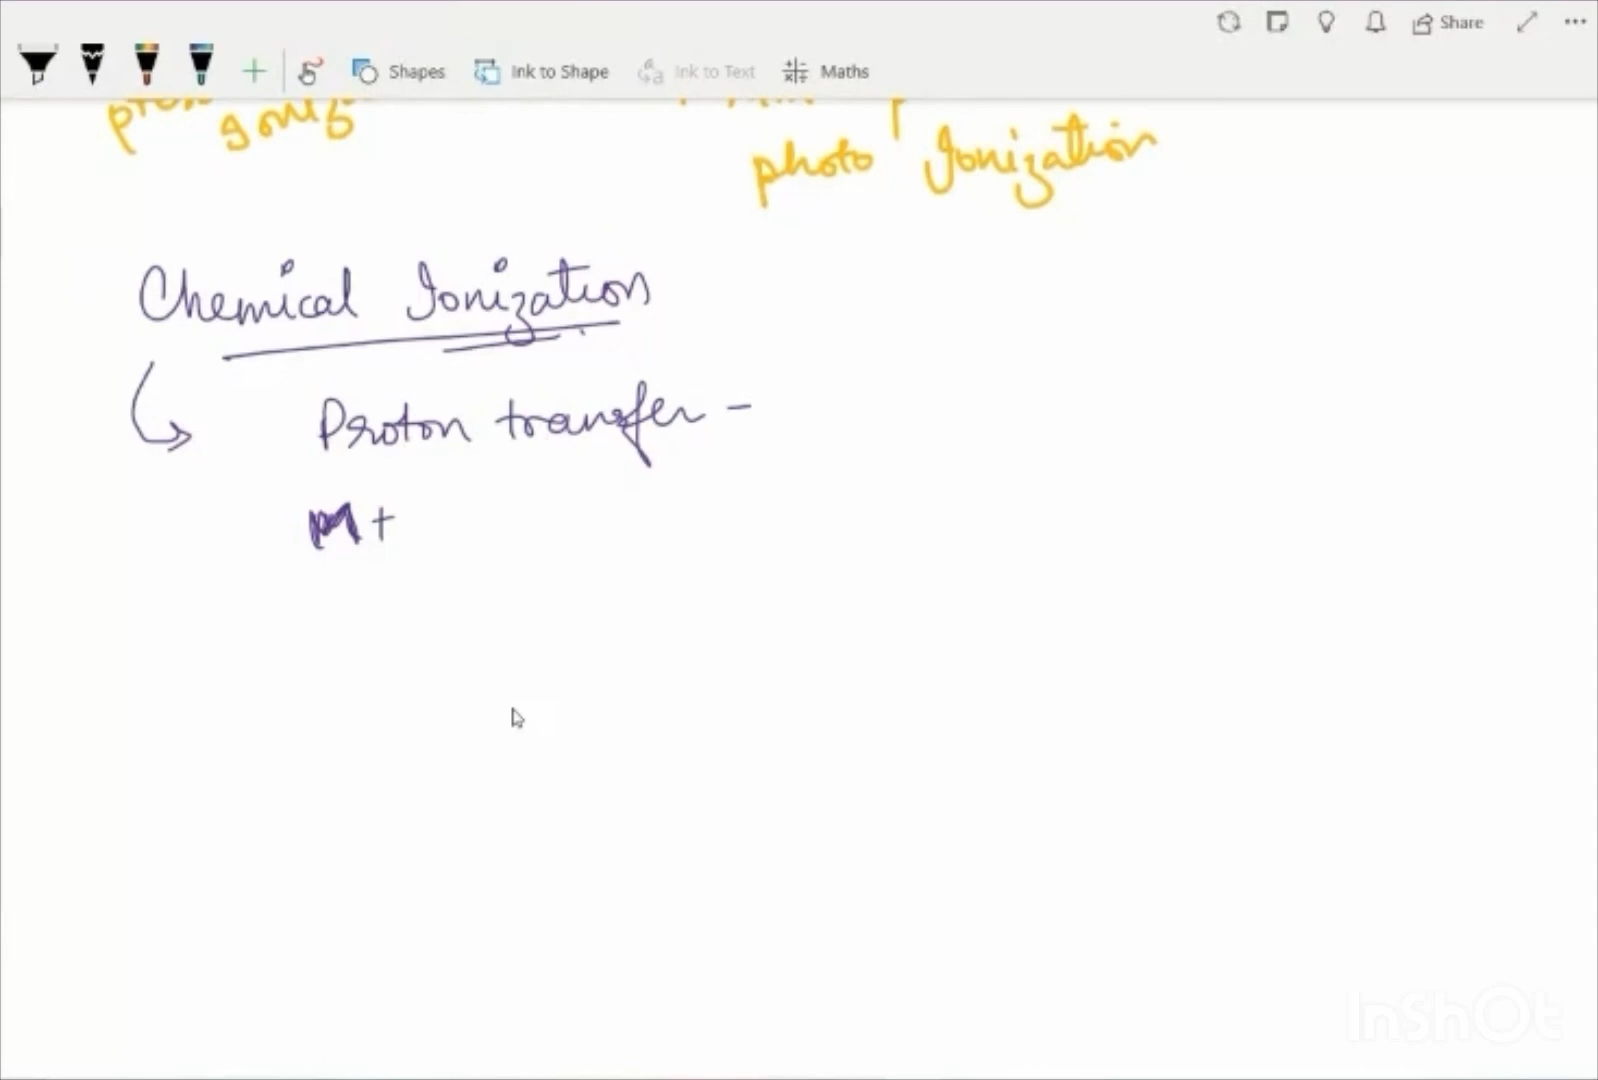 Share
Shapes Ink to Shape Ink to Text Maths
photo Ionization
Chemical Ionization
Proton transfer -
M +
InShOt